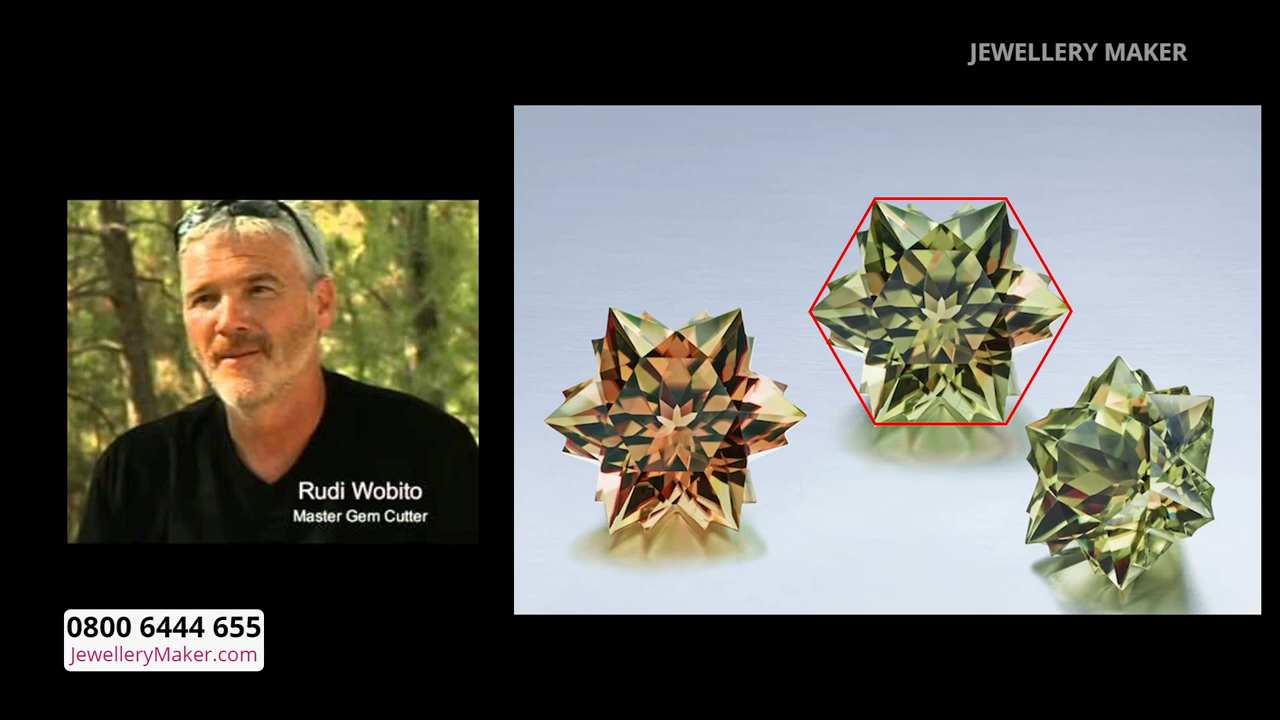 JEWELLERY MAKER
Rudi Wobito
Master Gem Cutter
0800 6444 655
JewelleryMaker.com